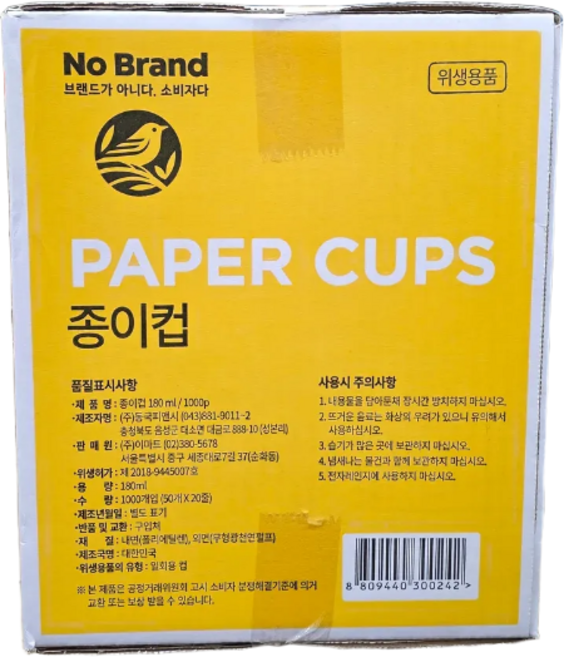 No Brand
브랜드가 아니다. 소비자다
위생용품
PAPER CUPS
종이컵
품질표시사항
·제 품 명 : 종이컵 180 ml / 1000p
·제조자명 : (주)동국피앤시 (043)881-9011~2
충청북도 음성군 대소면 대금로 888-10 (성본리)
·판 매 원 : (주)이마트 (02)380-5678
서울특별시 중구 세종대로7길 37(순화동)
·위생허가 : 제 2018-9445007호
·용 량 : 180ml
·수 량 : 1000개입 (50개 X 20줄)
·제조년월일 : 별도 표기
·반품 및 교환 : 구입처
·재 질 : 내면(폴리에틸렌), 외면(무형광천연펄프)
·제조국명 : 대한민국
·위생용품의 유형 : 일회용 컵
※ 본 제품은 공정거래위원회 고시 소비자 분쟁해결기준에 의거
교환 또는 보상 받을 수 있습니다.
사용시 주의사항
1. 내용물을 담아둔채 장시간 방치하지 마십시오.
2. 뜨거운 음료는 화상의 우려가 있으니 유의해서
사용하십시오.
3. 습기가 많은 곳에 보관하지 마십시오.
4. 냄새나는 물건과 함께 보관하지 마십시오.
5. 전자레인지에 사용하지 마십시오.
8 809440 300242 >